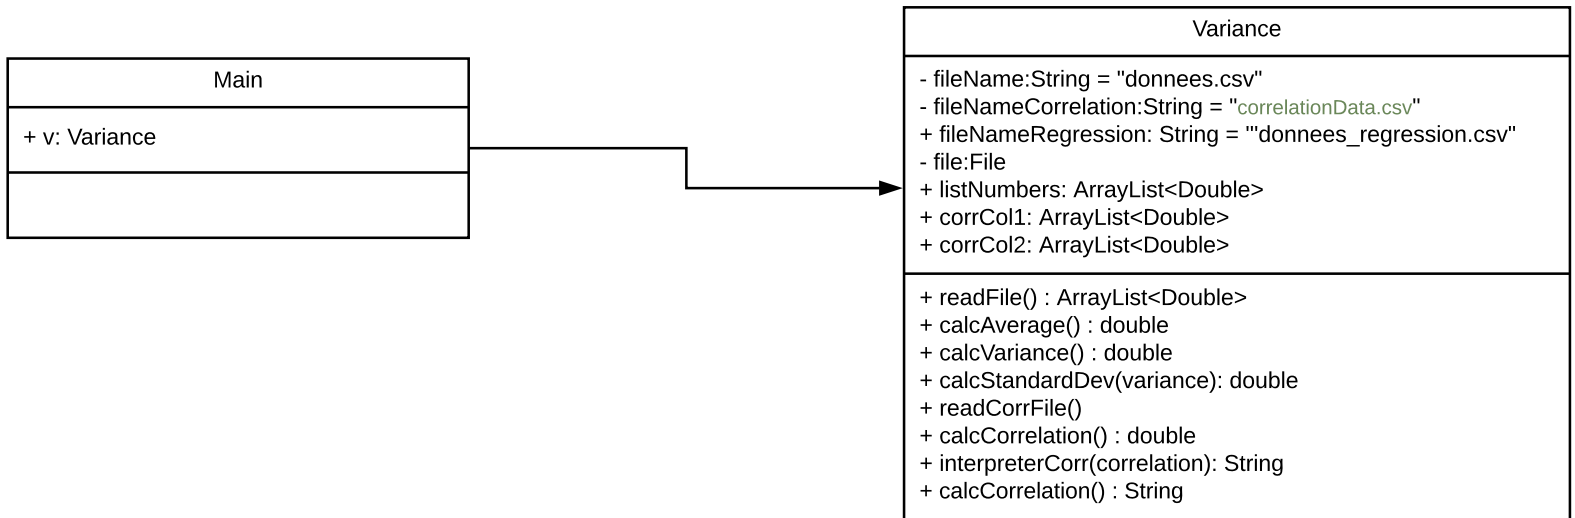 Main
+ v: Variance
Variance
- fileName:String = "donnees.csv"
- fileNameCorrelation:String = "correlationData.csv"
+ fileNameRegression: String = '"donnees_regression.csv"
- file:File
+ listNumbers: ArrayList<Double>
+ corrCol1: ArrayList<Double>
+ corrCol2: ArrayList<Double>
+ readFile() : ArrayList<Double>
+ calcAverage() : double
+ calcVariance() : double
+ calcStandardDev(variance): double
+ readCorrFile()
+ calcCorrelation() : double
+ interpreterCorr(correlation): String
+ calcCorrelation() : String